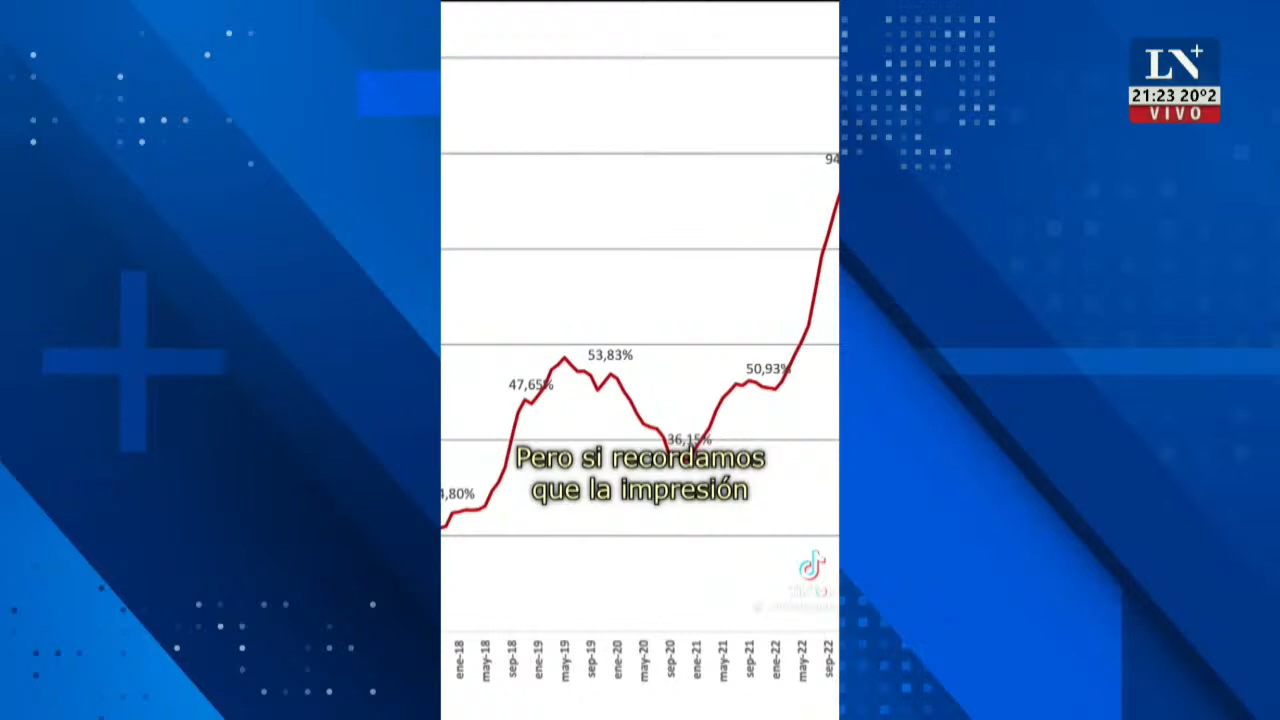 LN+
21:23 20º2
VIVO
94
53,83%
50,93%
47,65%
36,15%
Pero si recordamos
que la impresión
4,80%
ene-18
may-18
sep-18
ene-19
may-19
sep-19
ene-20
may-20
sep-20
ene-21
may-21
sep-21
ene-22
may-22
sep-22